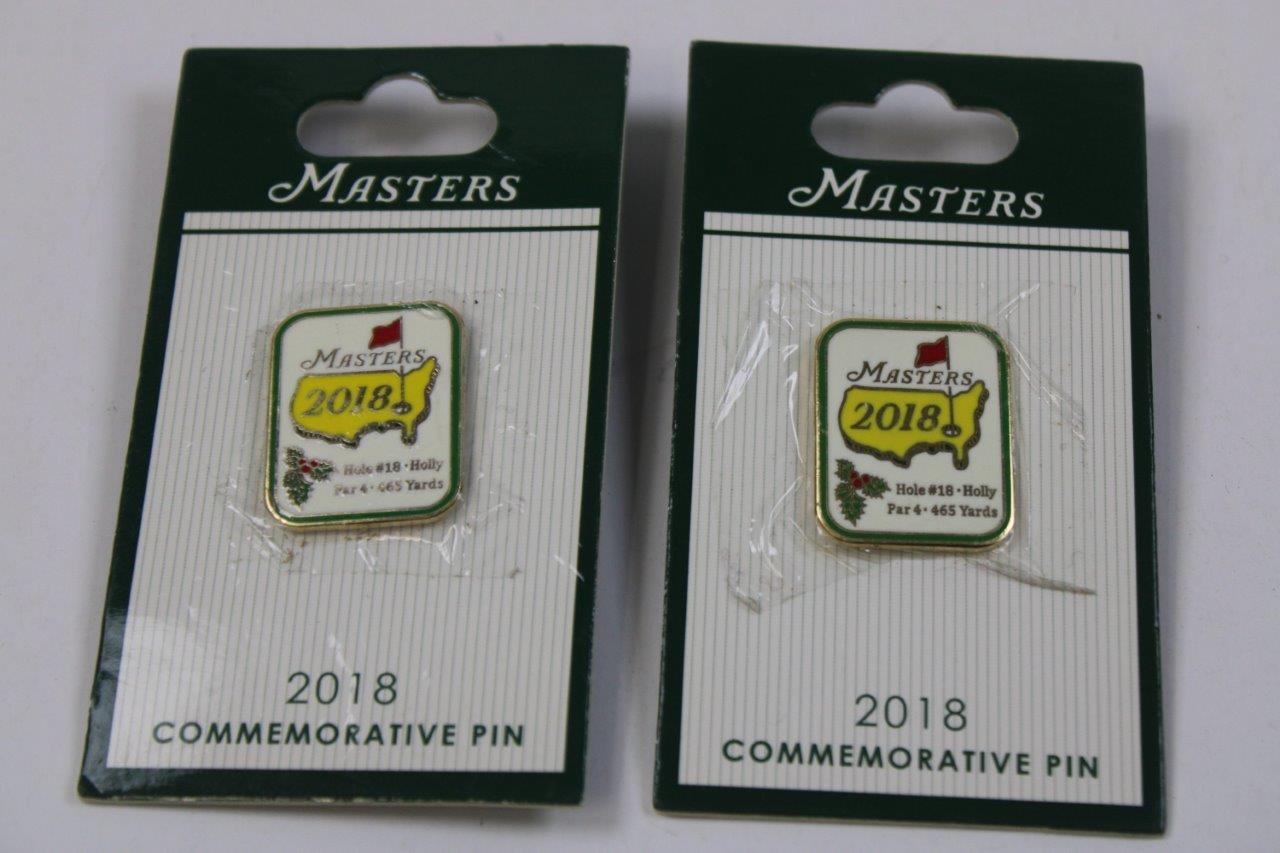 MASTERS
MASTERS
2018
Hole #18 · Holly
Par 4 · 465 Yards
2018
COMMEMORATIVE PIN
MASTERS
MASTERS
2018
Hole #18 · Holly
Par 4 · 465 Yards
2018
COMMEMORATIVE PIN